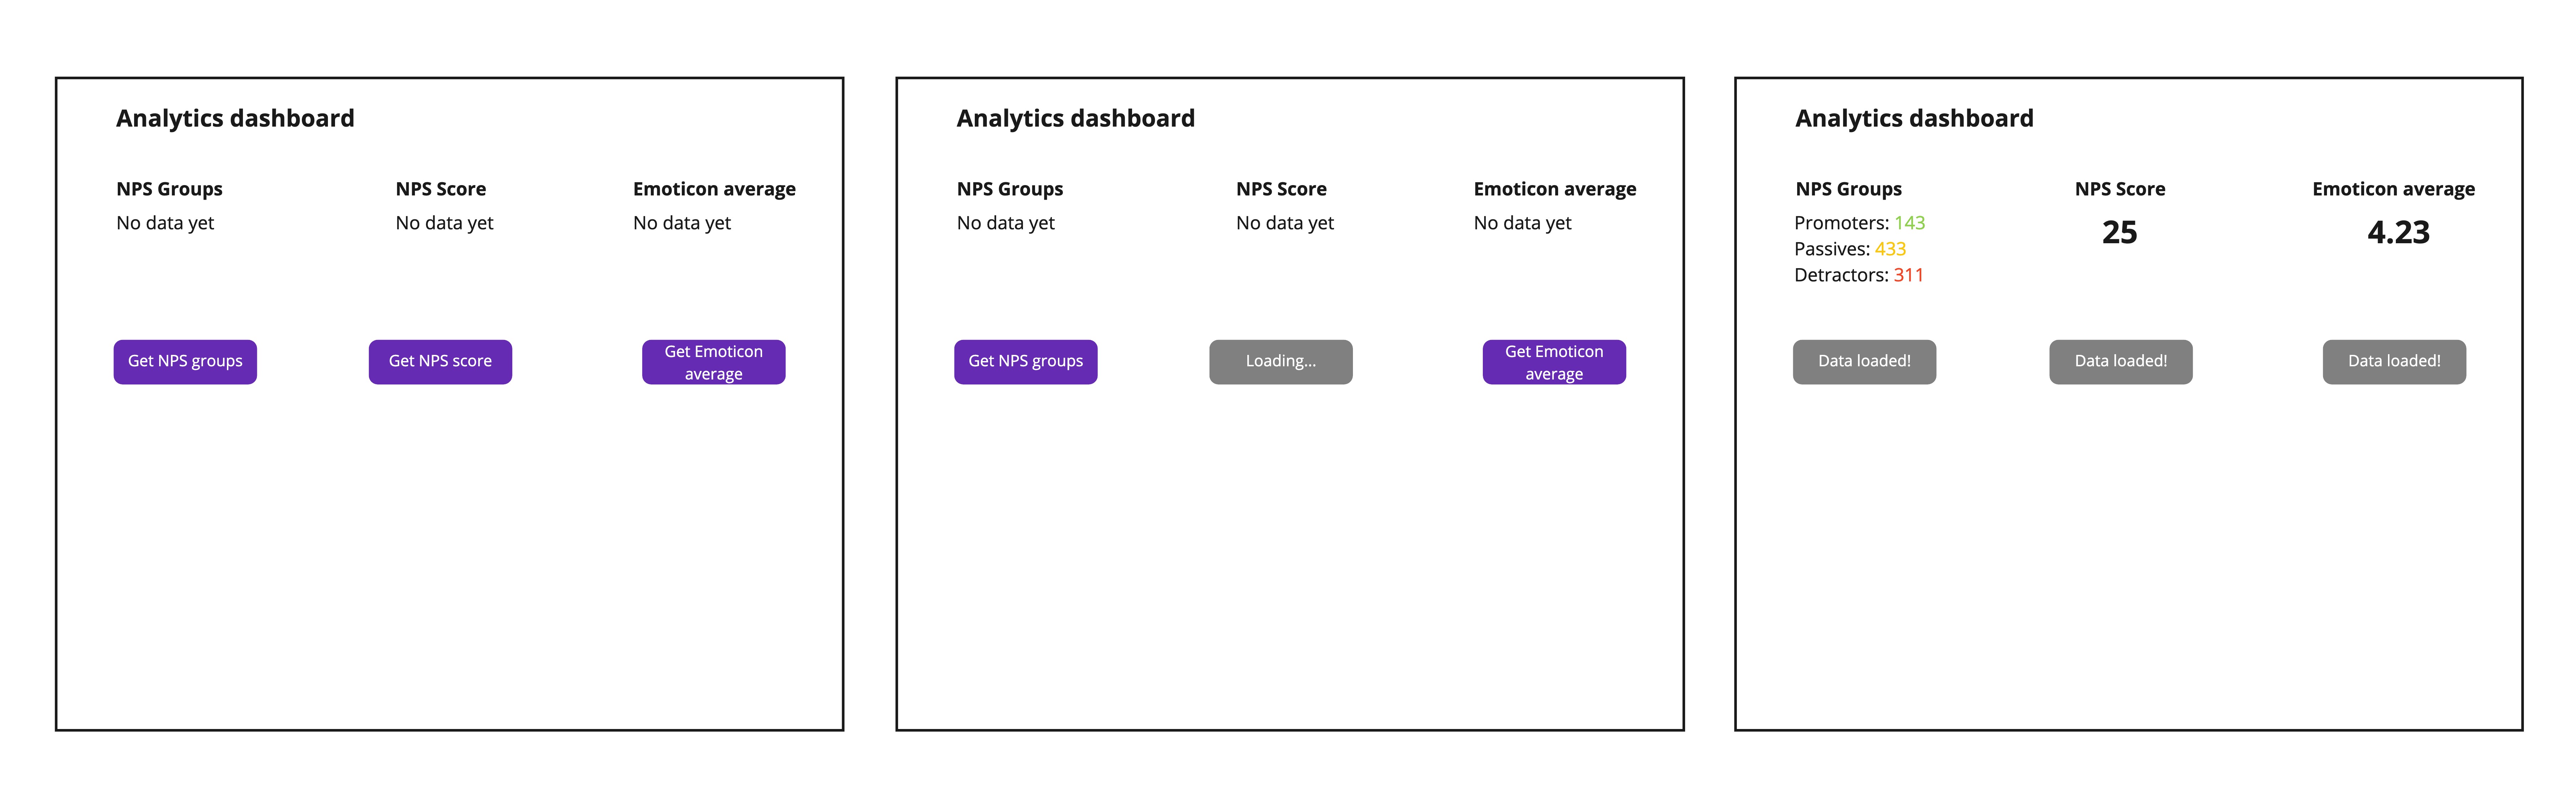 Analytics dashboard
NPS Groups
No data yet
Get NPS groups
NPS Score
No data yet
Get NPS score
Emoticon average
No data yet
Get Emoticon
average
Analytics dashboard
NPS Groups
No data yet
Get NPS groups
NPS Score
No data yet
Loading...
Emoticon average
No data yet
Get Emoticon
average
Analytics dashboard
NPS Groups
Promoters: 143
Passives: 433
Detractors: 311
Data loaded!
NPS Score
25
Data loaded!
Emoticon average
4.23
Data loaded!